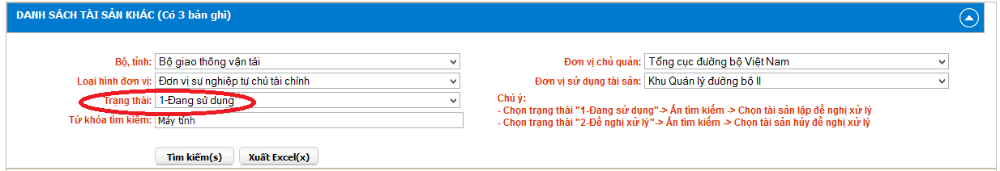 DANH SÁCH TÀI SẢN KHÁC (Có 3 bản ghi)
Bộ, tỉnh: Bộ giao thông vận tải Đơn vị chủ quản: Tổng cục đường bộ Việt Nam
Loại hình đơn vị: Đơn vị sự nghiệp tự chủ tài chính Đơn vị sử dụng tài sản: Khu Quản lý đường bộ II
Trạng thái: 1-Đang sử dụng Chú ý:
- Chọn trạng thái "1-Đang sử dụng"-> Ấn tìm kiếm -> Chọn tài sản lập đề nghị xử lý
Từ khóa tìm kiếm: Máy tính - Chọn trạng thái "2-Đề nghị xử lý"-> Ấn tìm kiếm -> Chọn tài sản hủy đề nghị xử lý
Tìm kiếm(s) Xuất Excel(x)